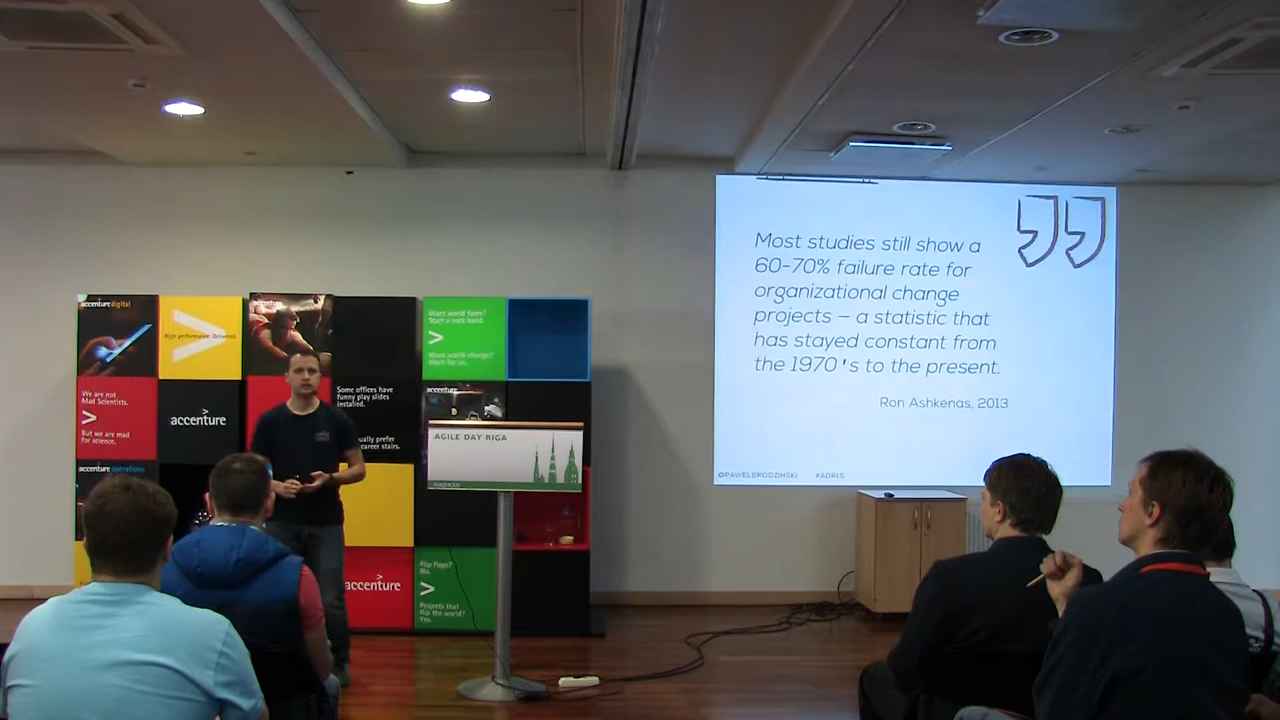 accenture digital
High performance. Delivered.
accenture
Want world fame?
Start a rock band.
>
Want world change?
Work for us.
We are not
Mad Scientists.
>
But we are mad
for science.
accenture
Some offices have
funny play slides
installed.
ually prefer
career stairs.
accenture
AGILE DAY RIGA
#ADR15
accenture operations
accenture
Flip flops?
No.
>
Projects that
flip the world?
Yes.
Most studies still show a
60-70% failure rate for
organizational change
projects – a statistic that
has stayed constant from
the 1970's to the present.
Ron Ashkenas, 2013
@PAWELBRODZINSKI #ADR15